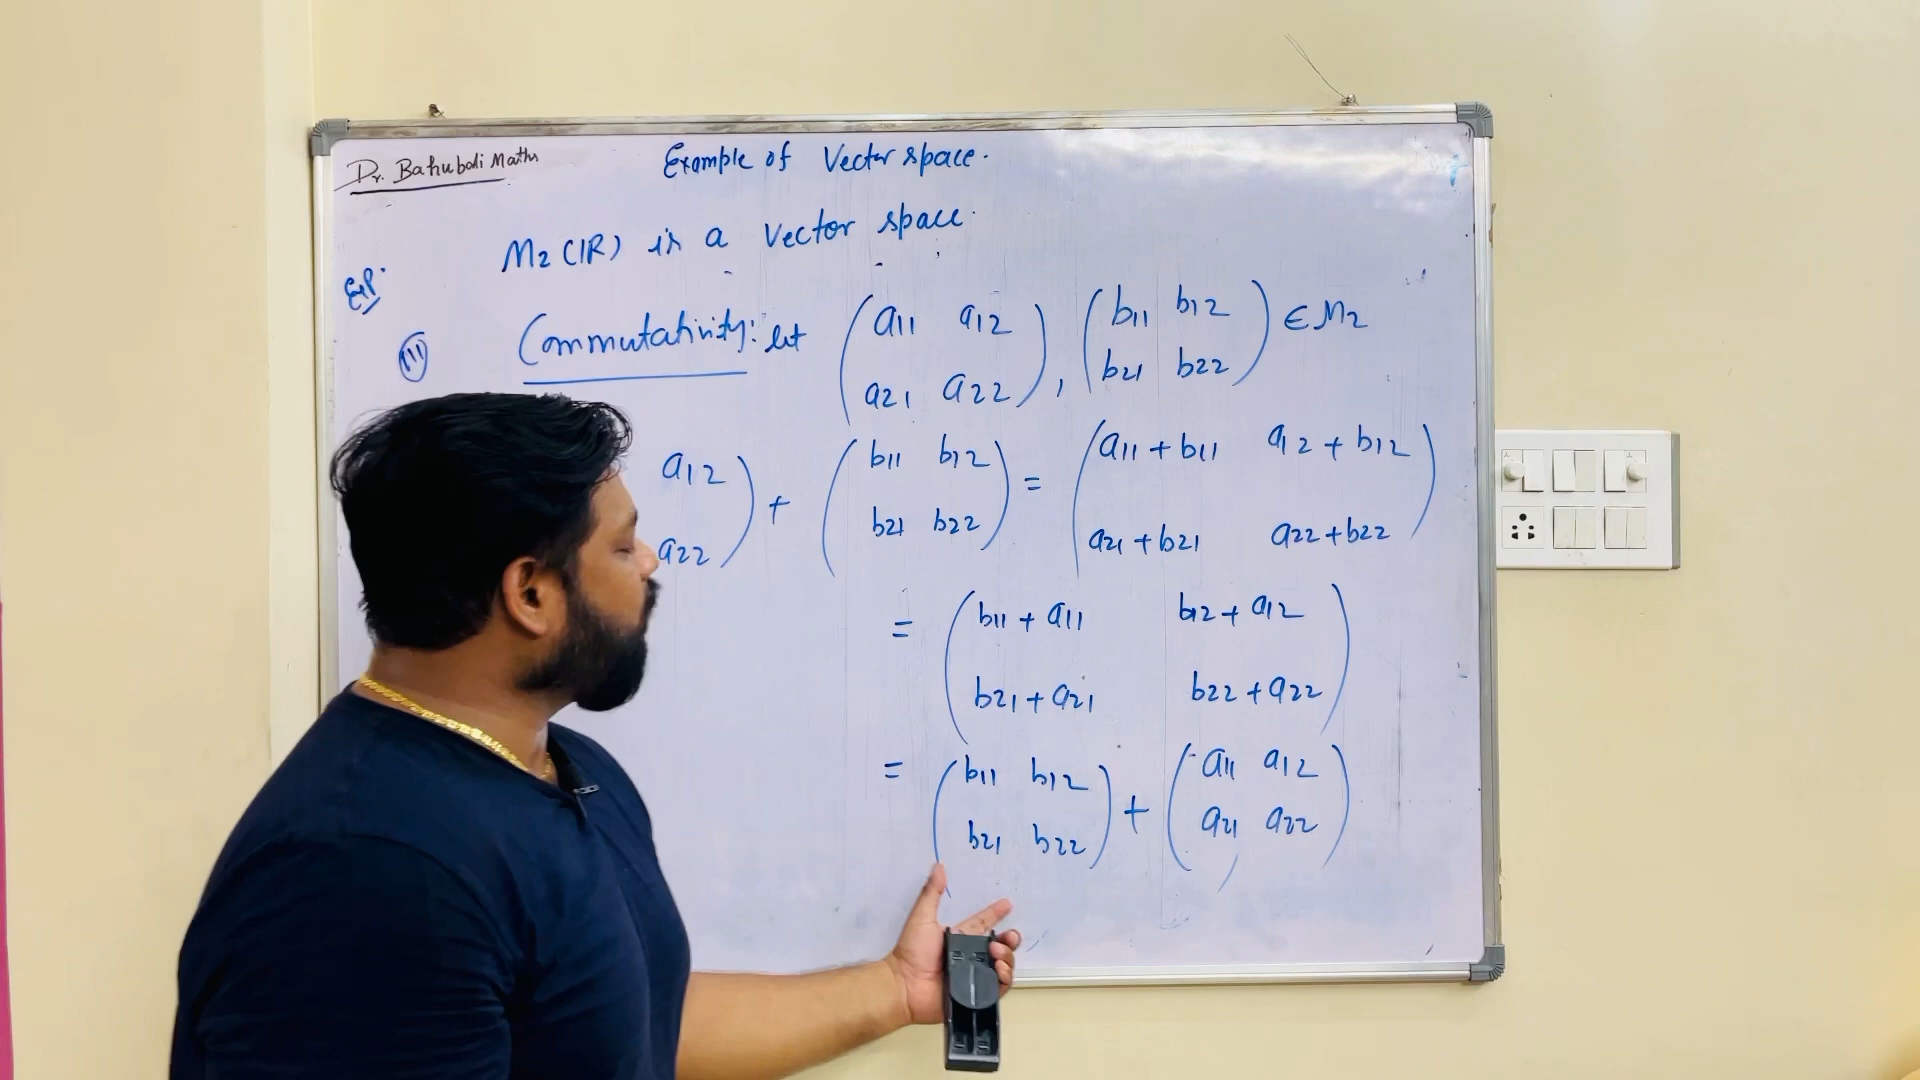 Dr. Bahubali Maths
Example of Vector space.
M2 (IR) is a vector space.
Exp.
(iii) Commutativity: let (a11 a12 a21 a22), (b11 b12 b21 b22) ∈ M2
a12 a22) + (b11 b12 b21 b22) = (a11+b11 a12+b12 a21+b21 a22+b22)
= (b11+a11 b12+a12 b21+a21 b22+a22)
= (b11 b12 b21 b22) + (a11 a12 a21 a22)